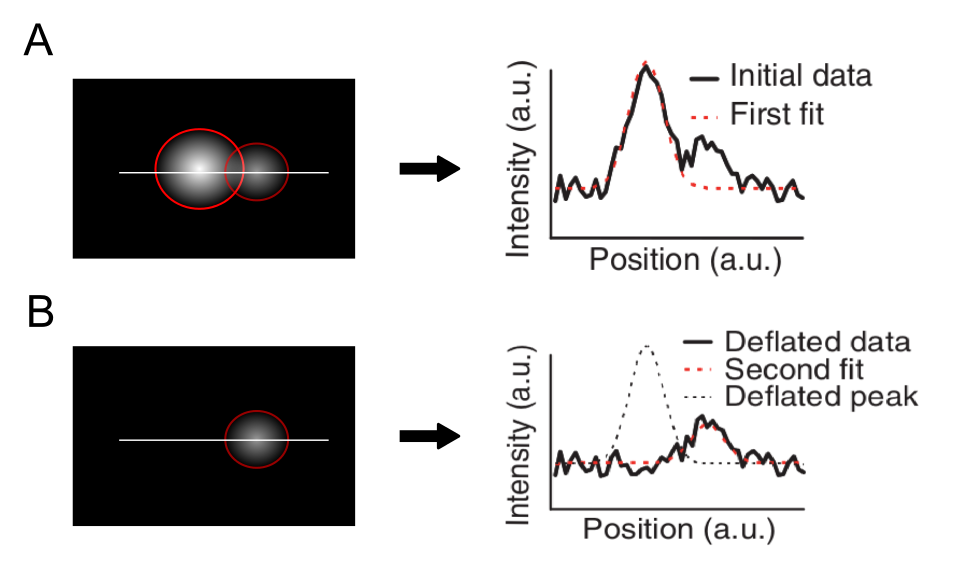 A
Initial data
First fit
Intensity (a.u.)
Position (a.u.)
B
Deflated data
Second fit
Deflated peak
Intensity (a.u.)
Position (a.u.)